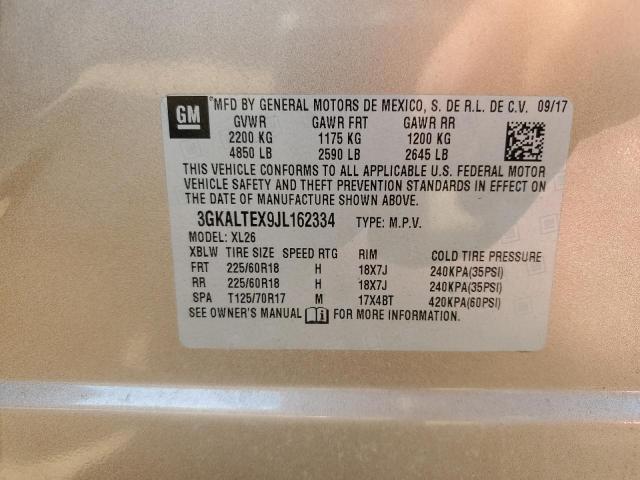 GM
®MFD BY GENERAL MOTORS DE MEXICO, S. DE R.L. DE C.V. 09/17
GVWR GAWR FRT GAWR RR
2200 KG 1175 KG 1200 KG
4850 LB 2590 LB 2645 LB
THIS VEHICLE CONFORMS TO ALL APPLICABLE U.S. FEDERAL MOTOR
VEHICLE SAFETY AND THEFT PREVENTION STANDARDS IN EFFECT ON
THE DATE OF MANUFACTURE SHOWN ABOVE.
3GKALTEX9JL162334 TYPE: M.P.V.
MODEL: XL26
XBLW TIRE SIZE SPEED RTG RIM COLD TIRE PRESSURE
FRT 225/60R18 H 18X7J 240KPA(35PSI)
RR 225/60R18 H 18X7J 240KPA(35PSI)
SPA T125/70R17 M 17X4BT 420KPA(60PSI)
SEE OWNER'S MANUAL FOR MORE INFORMATION.